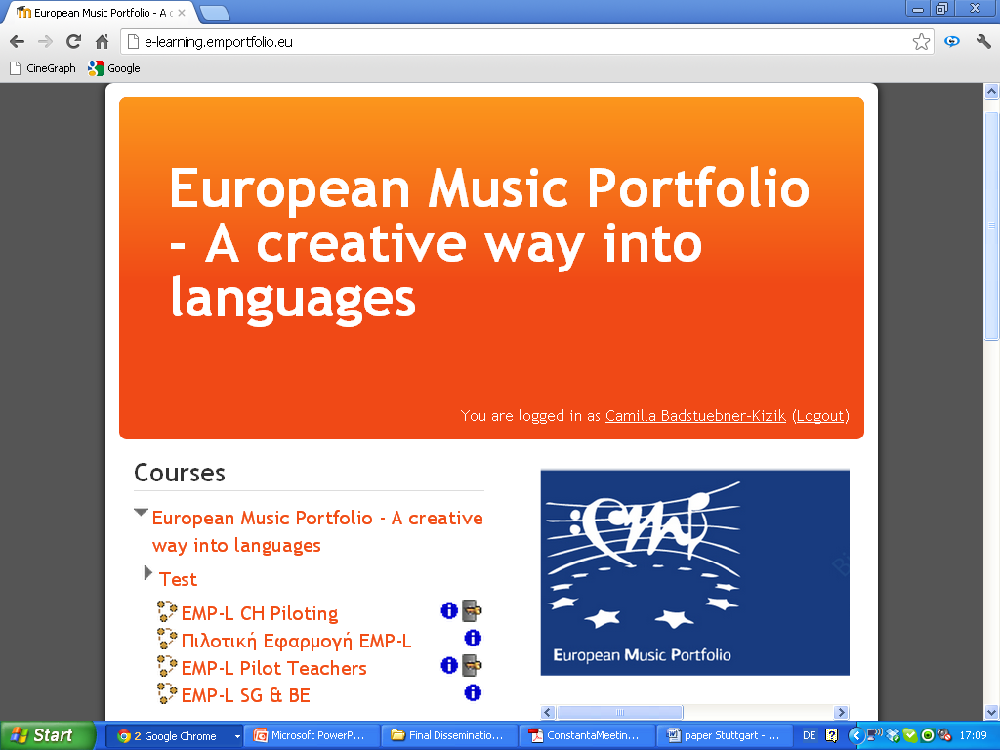 European Music Portfolio - A c
e-learning.emportfolio.eu
CineGraph Google
European Music Portfolio
- A creative way into
languages
You are logged in as Camilla Badstuebner-Kizik (Logout)
Courses
European Music Portfolio - A creative
way into languages
Test
EMP-L CH Piloting
Πιλοτική Εφαρμογή EMP-L
EMP-L Pilot Teachers
EMP-L SG & BE
European Music Portfolio
Start 2 Google Chrome Microsoft PowerP... Final Disseminatio... ConstantaMeetin... paper Stuttgart - ... DE 17:09